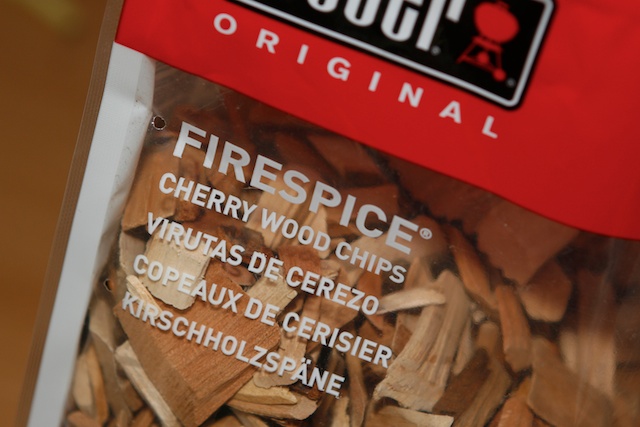 ORIGINAL
FIRESPICE®
CHERRY WOOD CHIPS
VIRUTAS DE CEREZO
COPEAUX DE CERISIER
KIRSCHHOLZSPÄNE